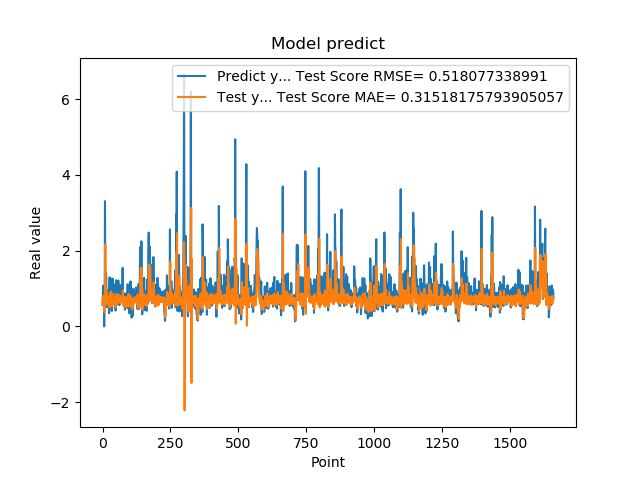 Model predict
Predict y... Test Score RMSE= 0.518077338991
Test y... Test Score MAE= 0.31518175793905057
Real value
6
4
2
0
−2
0 250 500 750 1000 1250 1500
Point